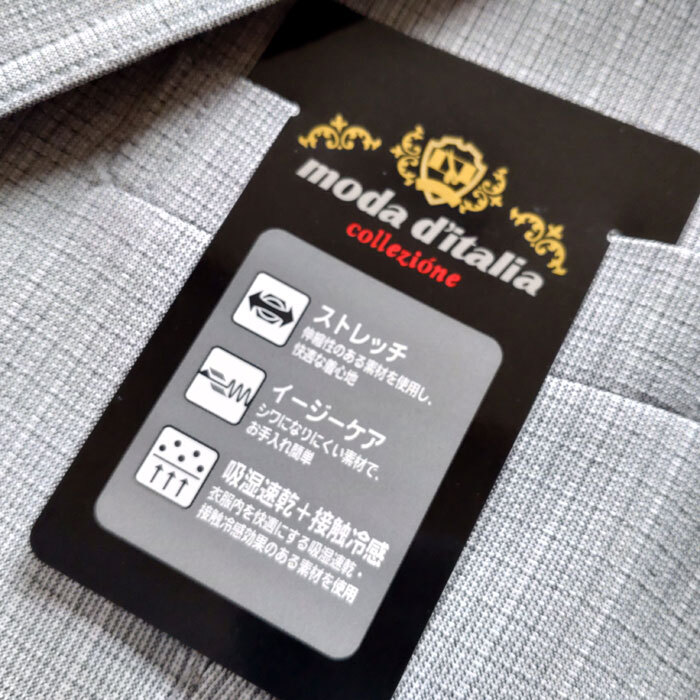 moda d'italia
collezióne
ストレッチ
伸縮性のある素材を使用し、
快適な着心地
イージーケア
シワになりにくい素材で、
お手入れ簡単
吸湿速乾+接触冷感
衣服内を快適にする吸湿速乾・
接触冷感効果のある素材を使用